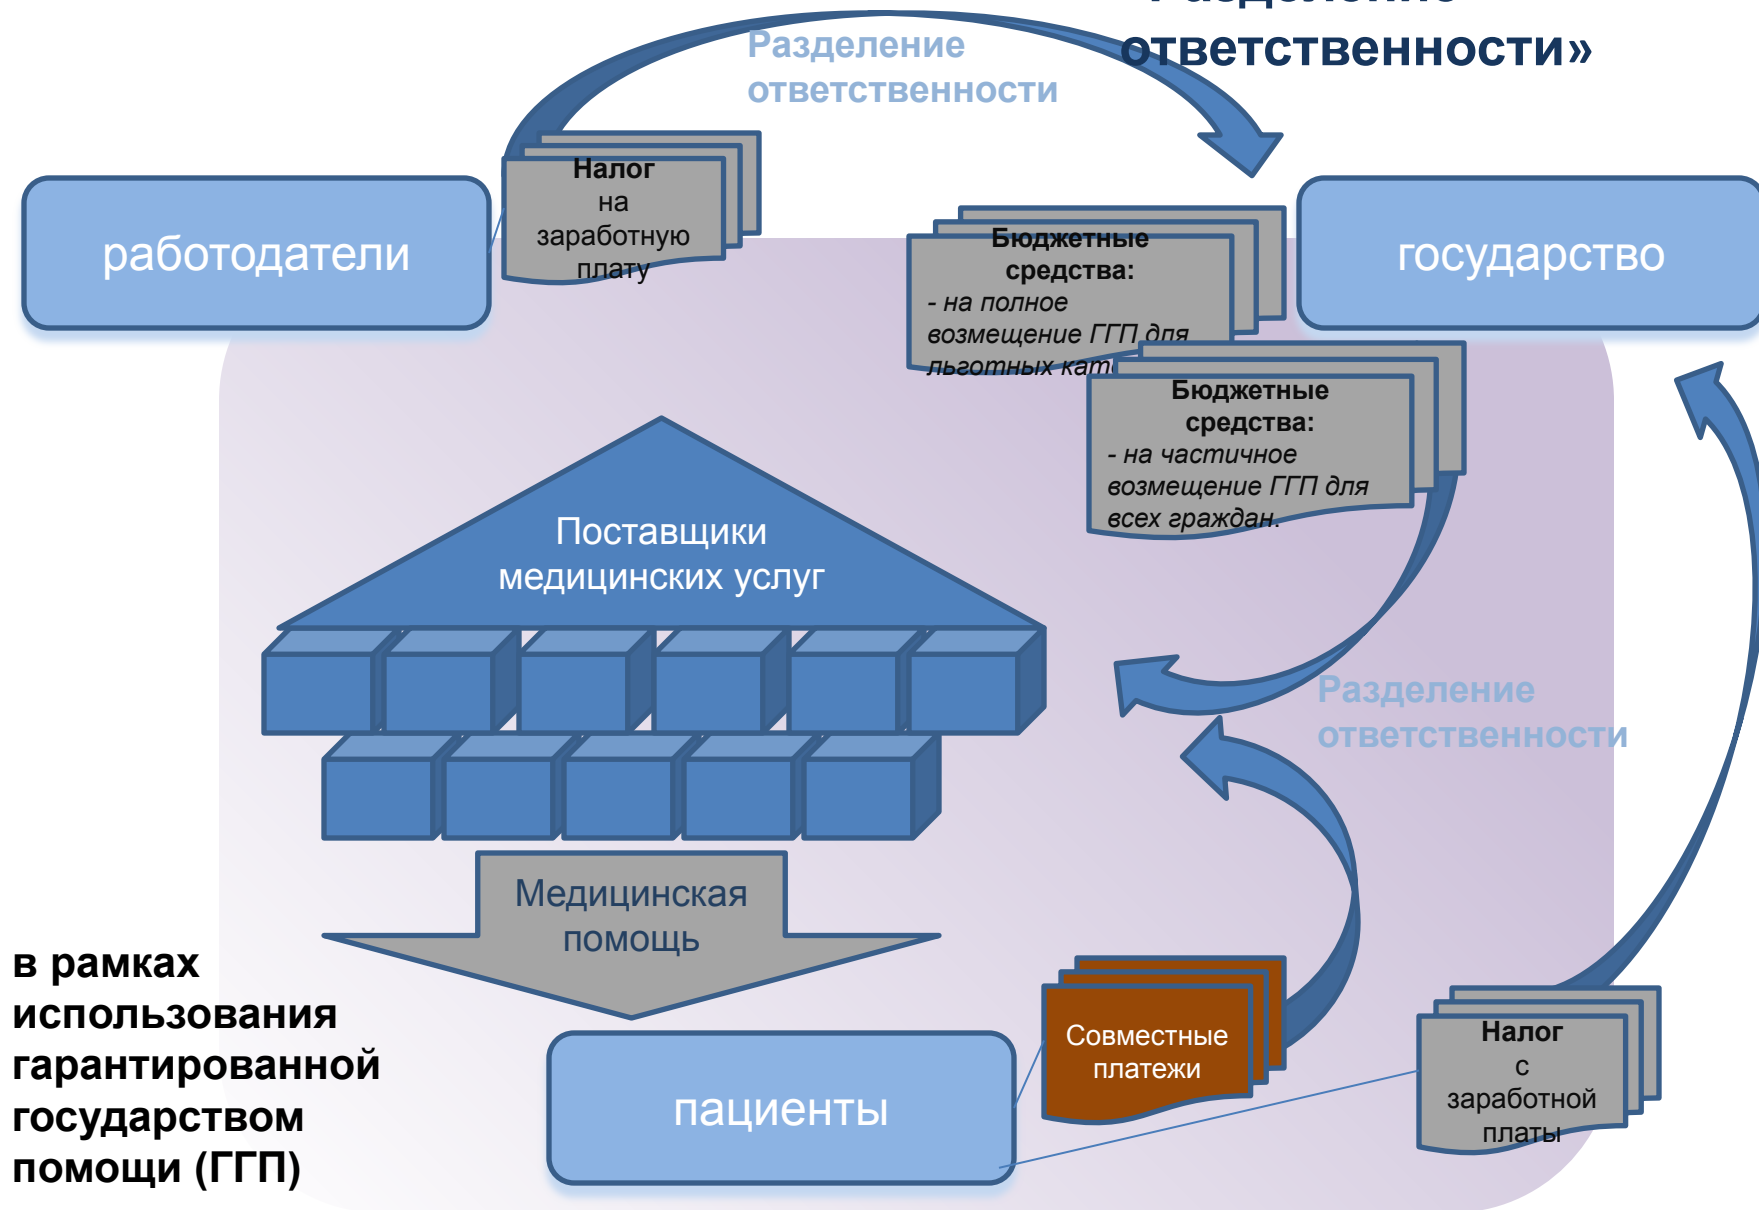 Разделение
ответственности»
Разделение
ответственности
Налог
на
заработную
плату
работодатели
государство
Бюджетные
средства:
- на полное
возмещение ГГП для
льготных
Бюджетные
средства:
- на частичное
возмещение ГГП для
всех граждан.
Поставщики
медицинских услуг
Разделение
ответственности
Медицинская
помощь
в рамках
использования
гарантированной
государством
помощи (ГГП)
Совместные
платежи
Налог
с
заработной
платы
пациенты